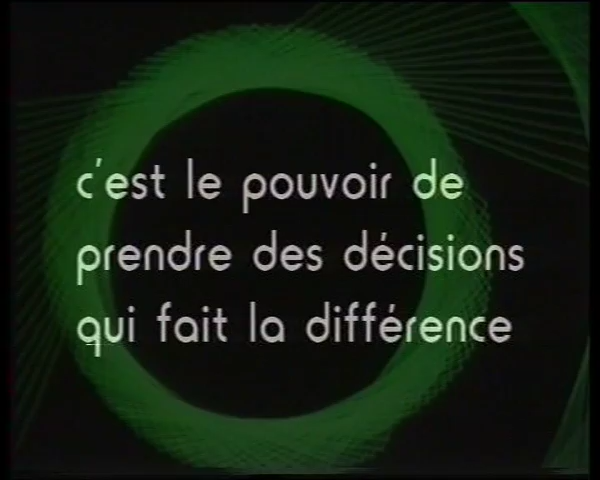 c'est le pouvoir de
prendre des décisions
qui fait la différence